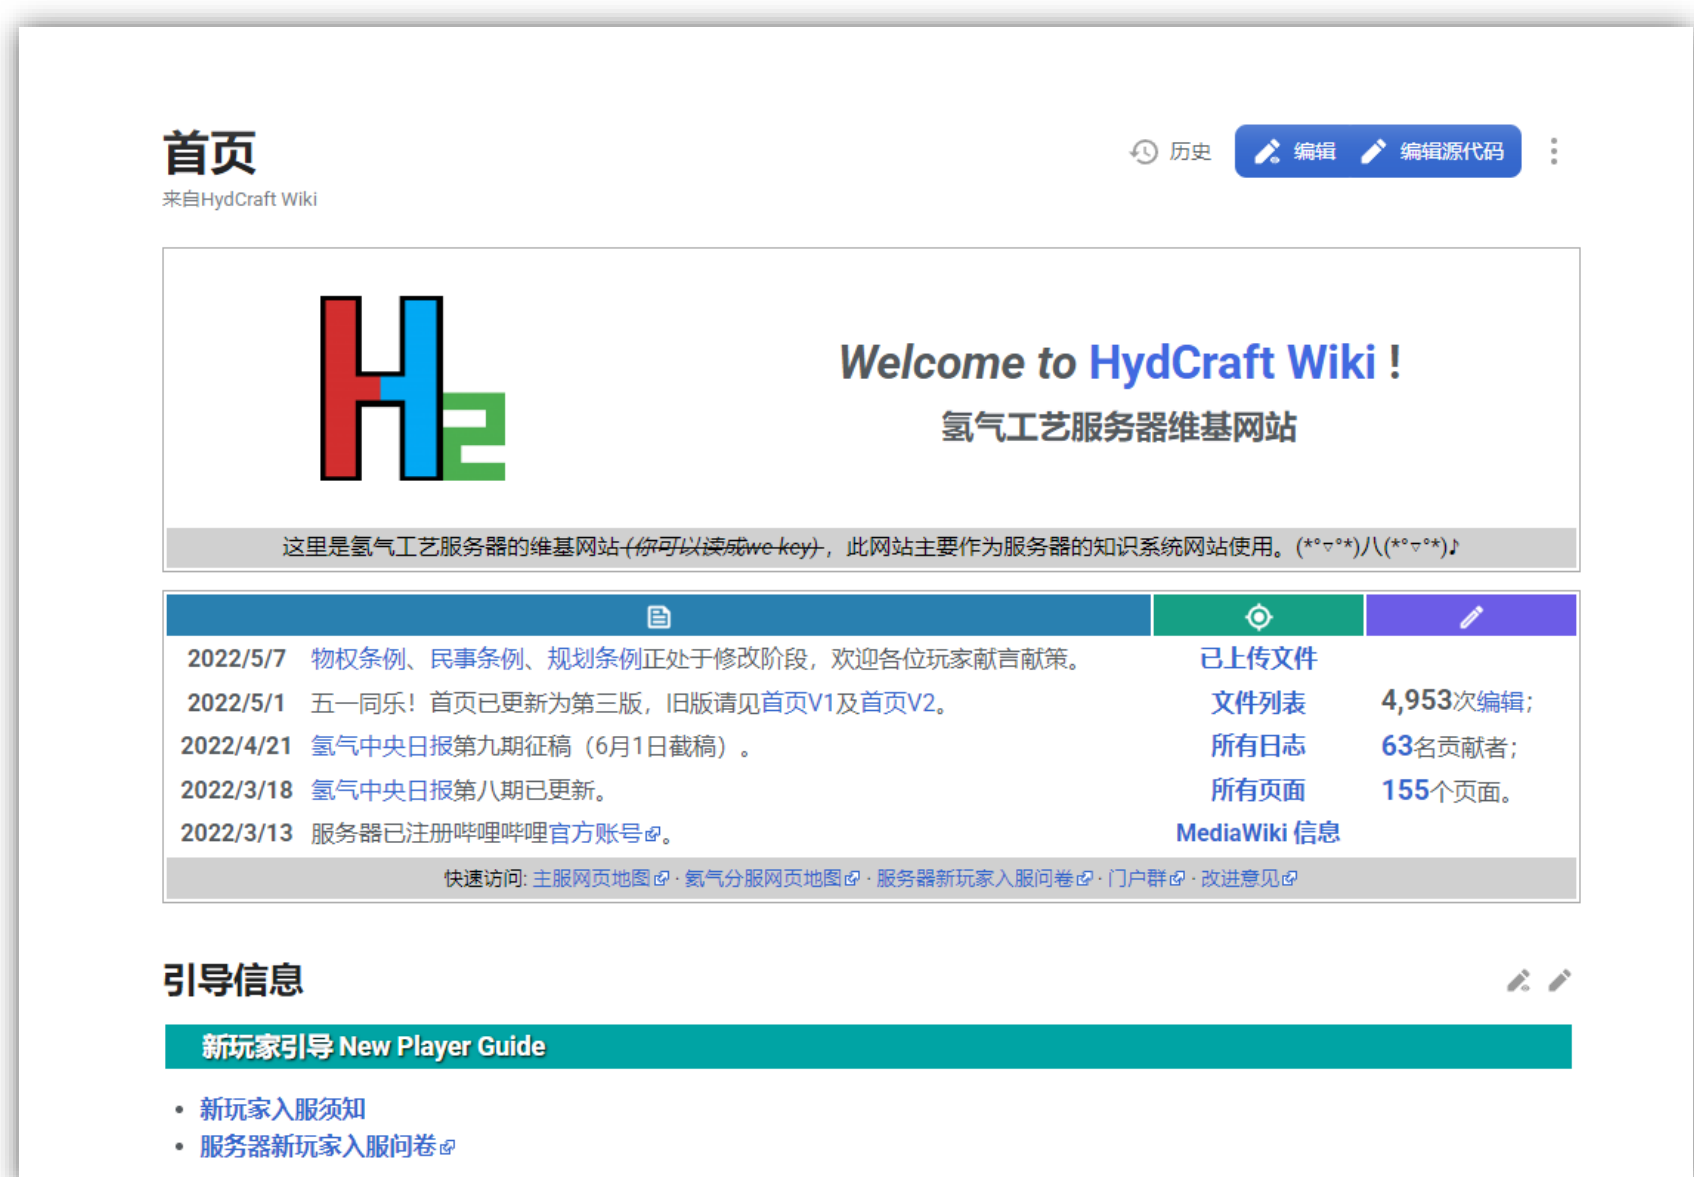 首页
历史 编辑 编辑源代码
来自HydCraft Wiki
H2
Welcome to HydCraft Wiki !
氢气工艺服务器维基网站
这里是氢气工艺服务器的维基网站 (你可以读成we key) ，此网站主要作为服务器的知识系统网站使用。(*°▽°*)八(*°▽°*)♪
2022/5/7 物权条例、民事条例、规划条例正处于修改阶段，欢迎各位玩家献言献策。
已上传文件
2022/5/1 五一同乐！首页已更新为第三版，旧版请见首页V1及首页V2。
文件列表
4,953次编辑；
2022/4/21 氢气中央日报第九期征稿（6月1日截稿）。
所有日志
63名贡献者；
2022/3/18 氢气中央日报第八期已更新。
所有页面
155个页面。
2022/3/13 服务器已注册哔哩哔哩官方账号。
MediaWiki 信息
快速访问: 主服网页地图 · 氦气分服网页地图 · 服务器新玩家入服问卷 · 门户群 · 改进意见
引导信息
新玩家引导 New Player Guide
• 新玩家入服须知
• 服务器新玩家入服问卷